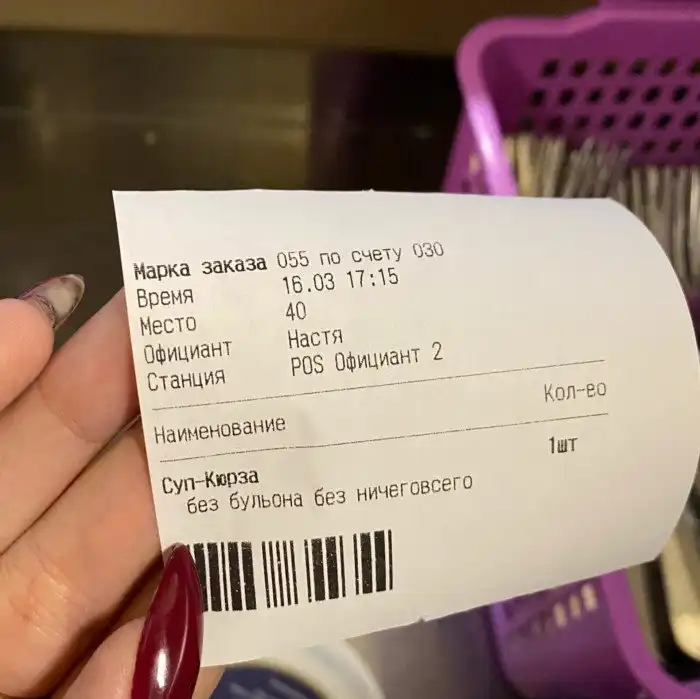 Марка заказа 055 по счету 030
Время 16.03 17:15
Место 40
Официант Настя
Станция POS Официант 2
Наименование Кол-во
Суп-Кюрза 1шт
без бульона без ничеговсего